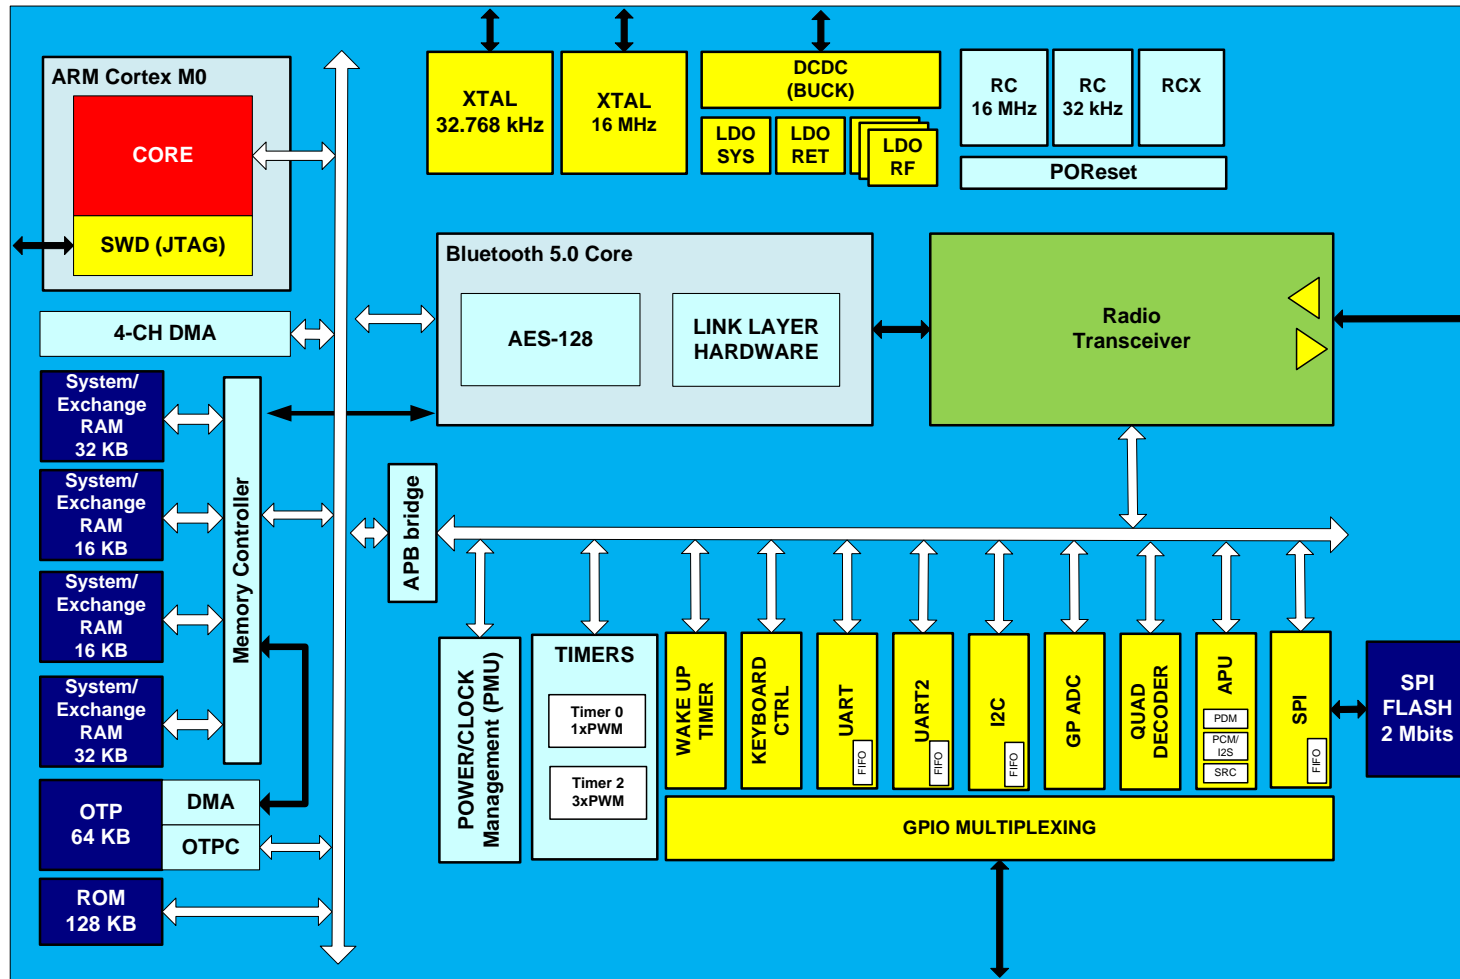 ARM Cortex M0
CORE
SWD (JTAG)
XTAL
32.768 kHz
XTAL
16 MHz
DCDC
(BUCK)
LDO
SYS
LDO
RET
LDO
RF
RC
16 MHz
RC
32 kHz
RCX
POReset
4-CH DMA
Bluetooth 5.0 Core
AES-128
LINK LAYER
HARDWARE
Radio
Transceiver
System/
Exchange
RAM
32 KB
System/
Exchange
RAM
16 KB
System/
Exchange
RAM
16 KB
System/
Exchange
RAM
32 KB
Memory Controller
OTP
64 KB
DMA
OTPC
ROM
128 KB
APB bridge
POWER/CLOCK
Management (PMU)
TIMERS
Timer 0
1xPWM
Timer 2
3xPWM
WAKE UP
TIMER
KEYBOARD
CTRL
UART
FIFO
UART2
FIFO
I2C
FIFO
GP ADC
QUAD
DECODER
APU
PDM
PCM/
I2S
SRC
SPI
FIFO
SPI
FLASH
2 Mbits
GPIO MULTIPLEXING